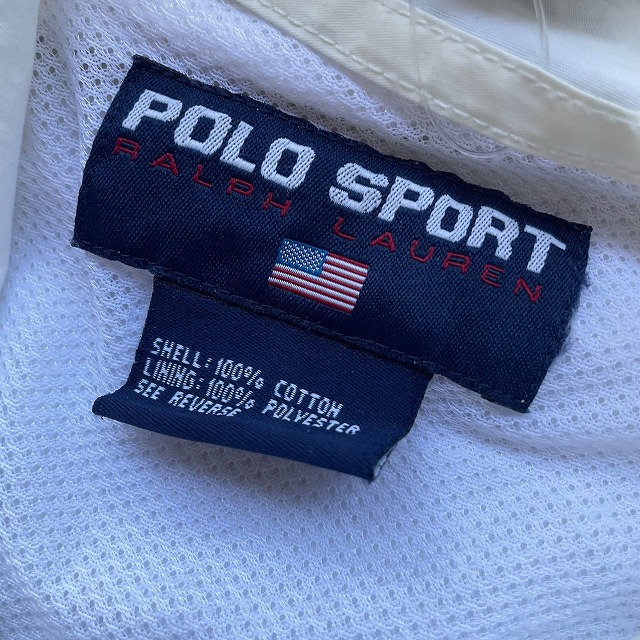 POLO SPORT
RALPH LAUREN
SHELL: 100% COTTON
LINING: 100% POLYESTER
SEE REVERSE